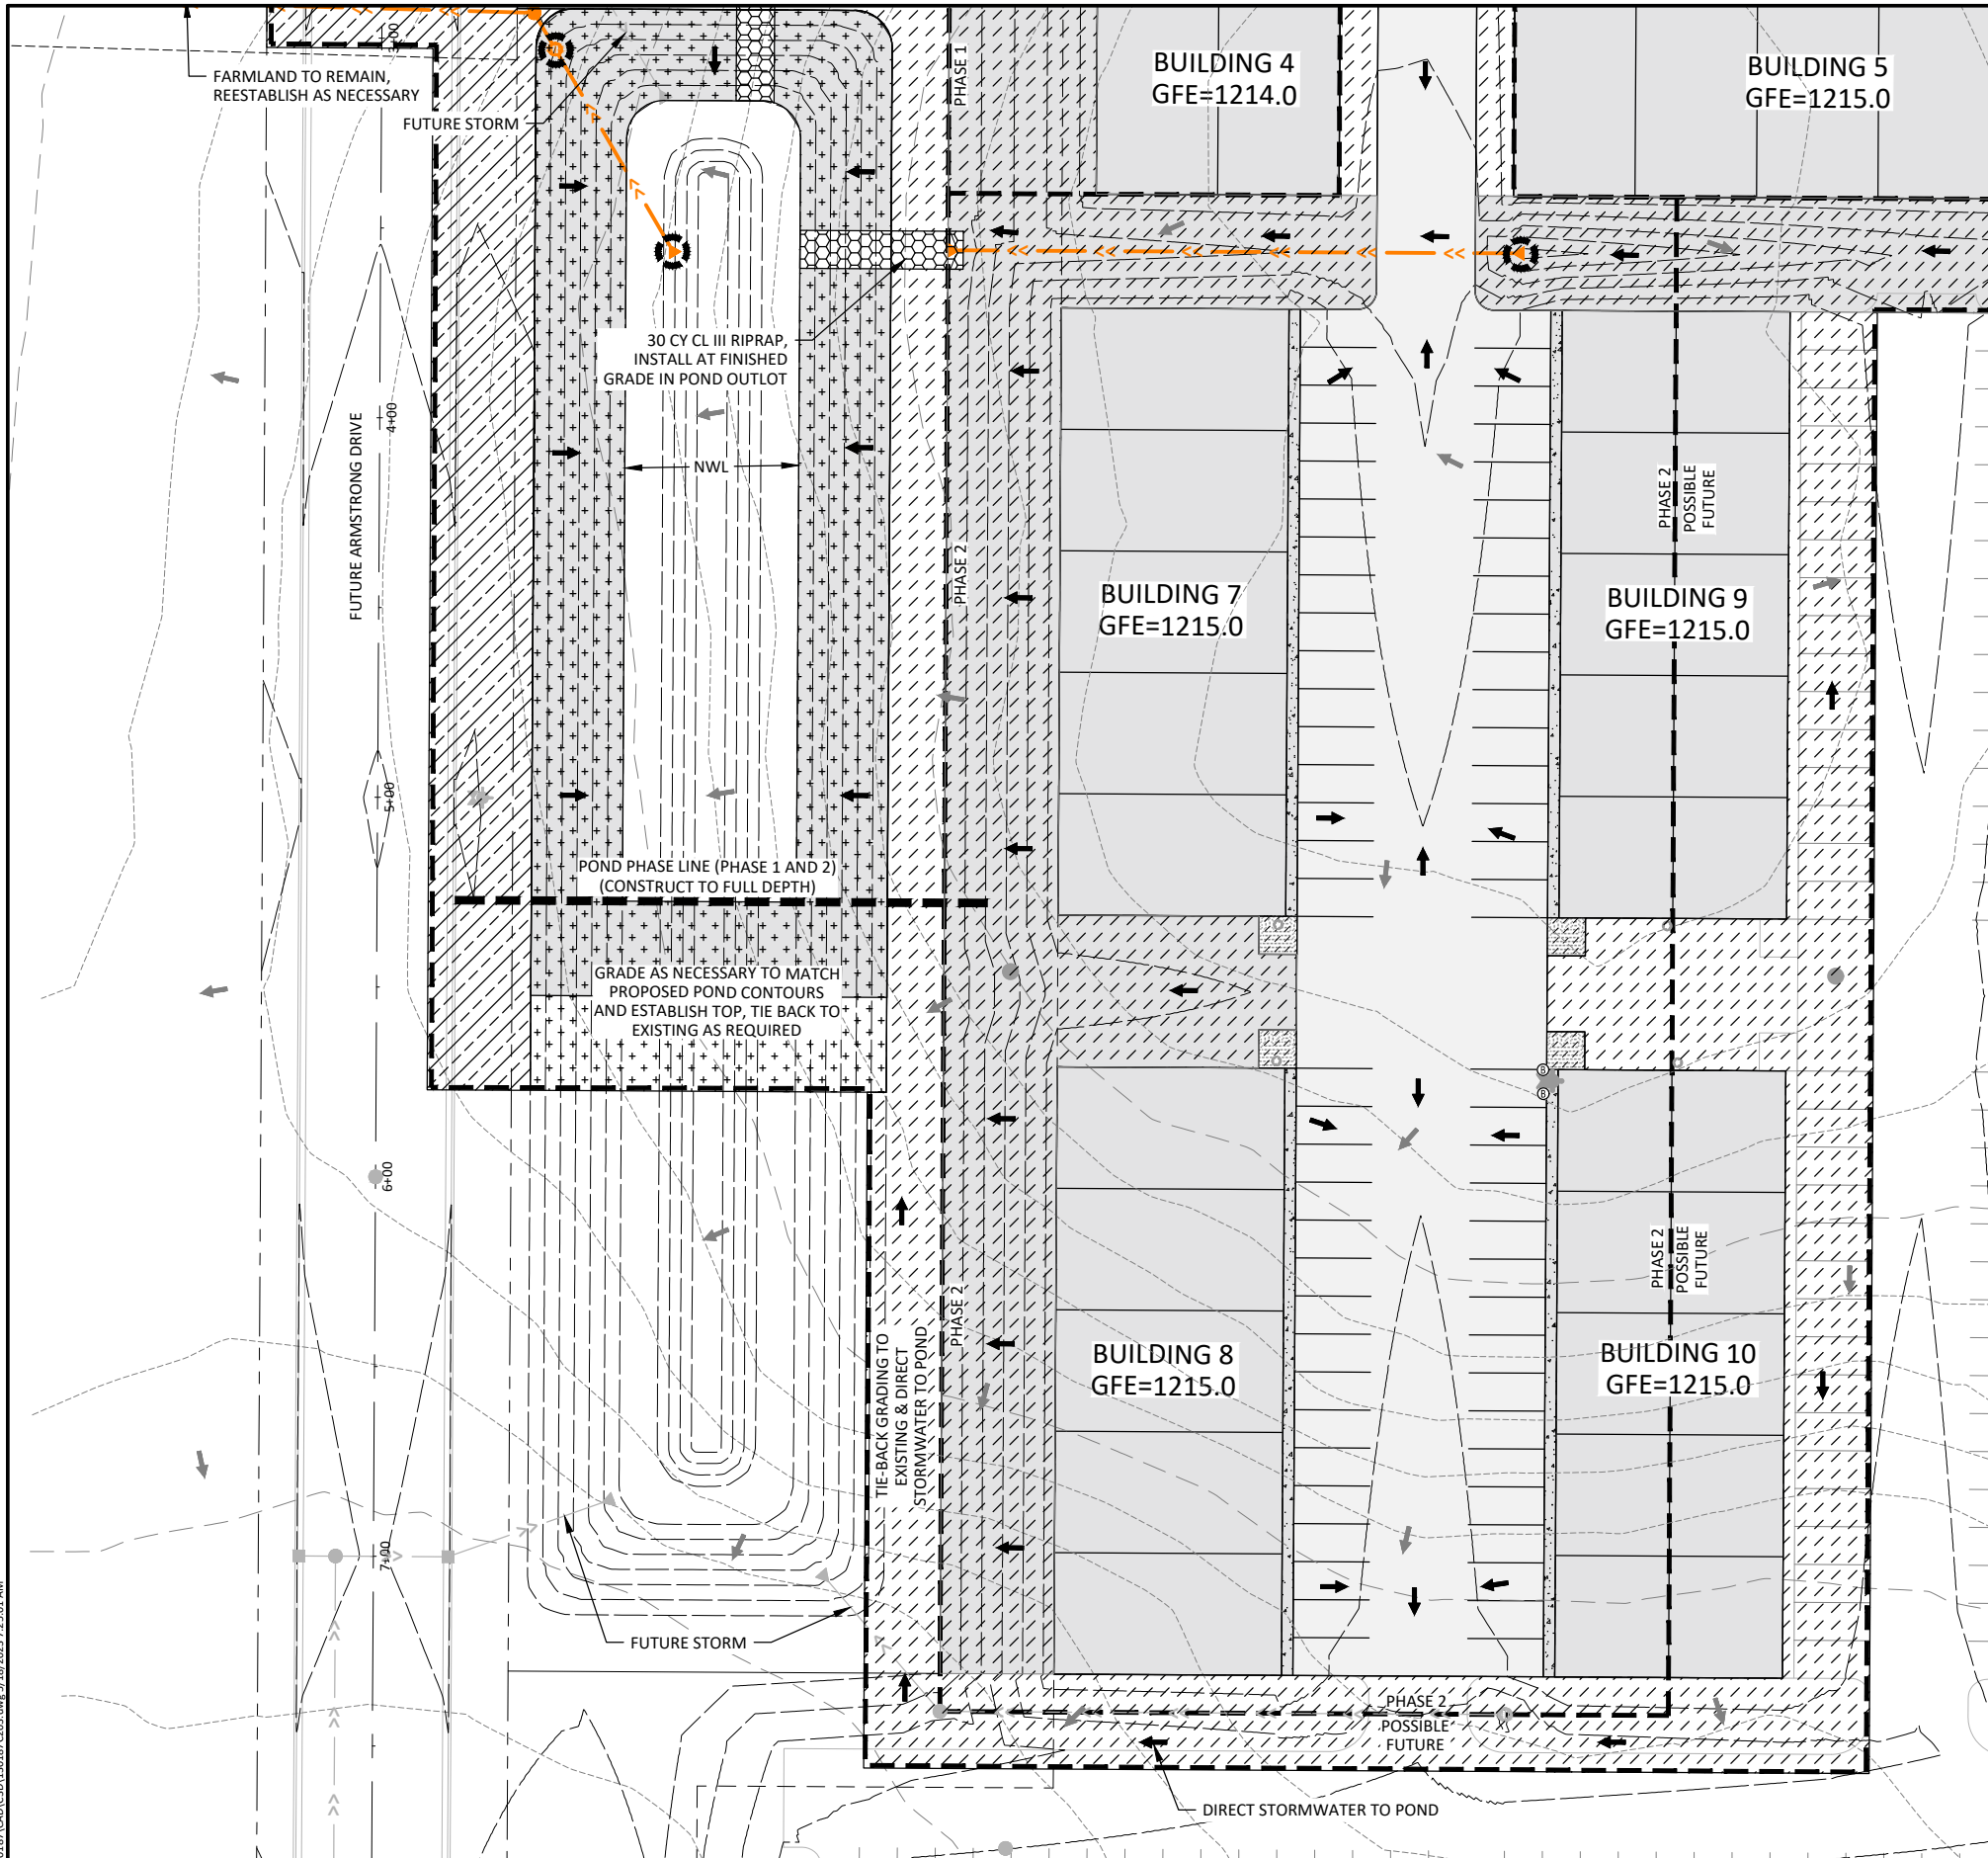 3+00
FARMLAND TO REMAIN,
REESTABLISH AS NECESSARY
FUTURE STORM
PHASE 1
BUILDING 4
GFE=1214.0
BUILDING 5
GFE=1215.0
30 CY CL III RIPRAP,
INSTALL AT FINISHED
GRADE IN POND OUTLOT
FUTURE ARMSTRONG DRIVE
4+00
NWL
PHASE 2
POSSIBLE
FUTURE
PHASE 2
BUILDING 7
GFE=1215.0
BUILDING 9
GFE=1215.0
5+00
POND PHASE LINE (PHASE 1 AND 2)
(CONSTRUCT TO FULL DEPTH)
GRADE AS NECESSARY TO MATCH
PROPOSED POND CONTOURS
AND ESTABLISH TOP, TIE BACK TO
EXISTING AS REQUIRED
B
B
6+00
PHASE 2
POSSIBLE
FUTURE
PHASE 2
TIE-BACK GRADING TO
EXISTING & DIRECT
STORMWATER TO POND
BUILDING 8
GFE=1215.0
BUILDING 10
GFE=1215.0
7+00
FUTURE STORM
PHASE 2
POSSIBLE
FUTURE
DIRECT STORMWATER TO POND